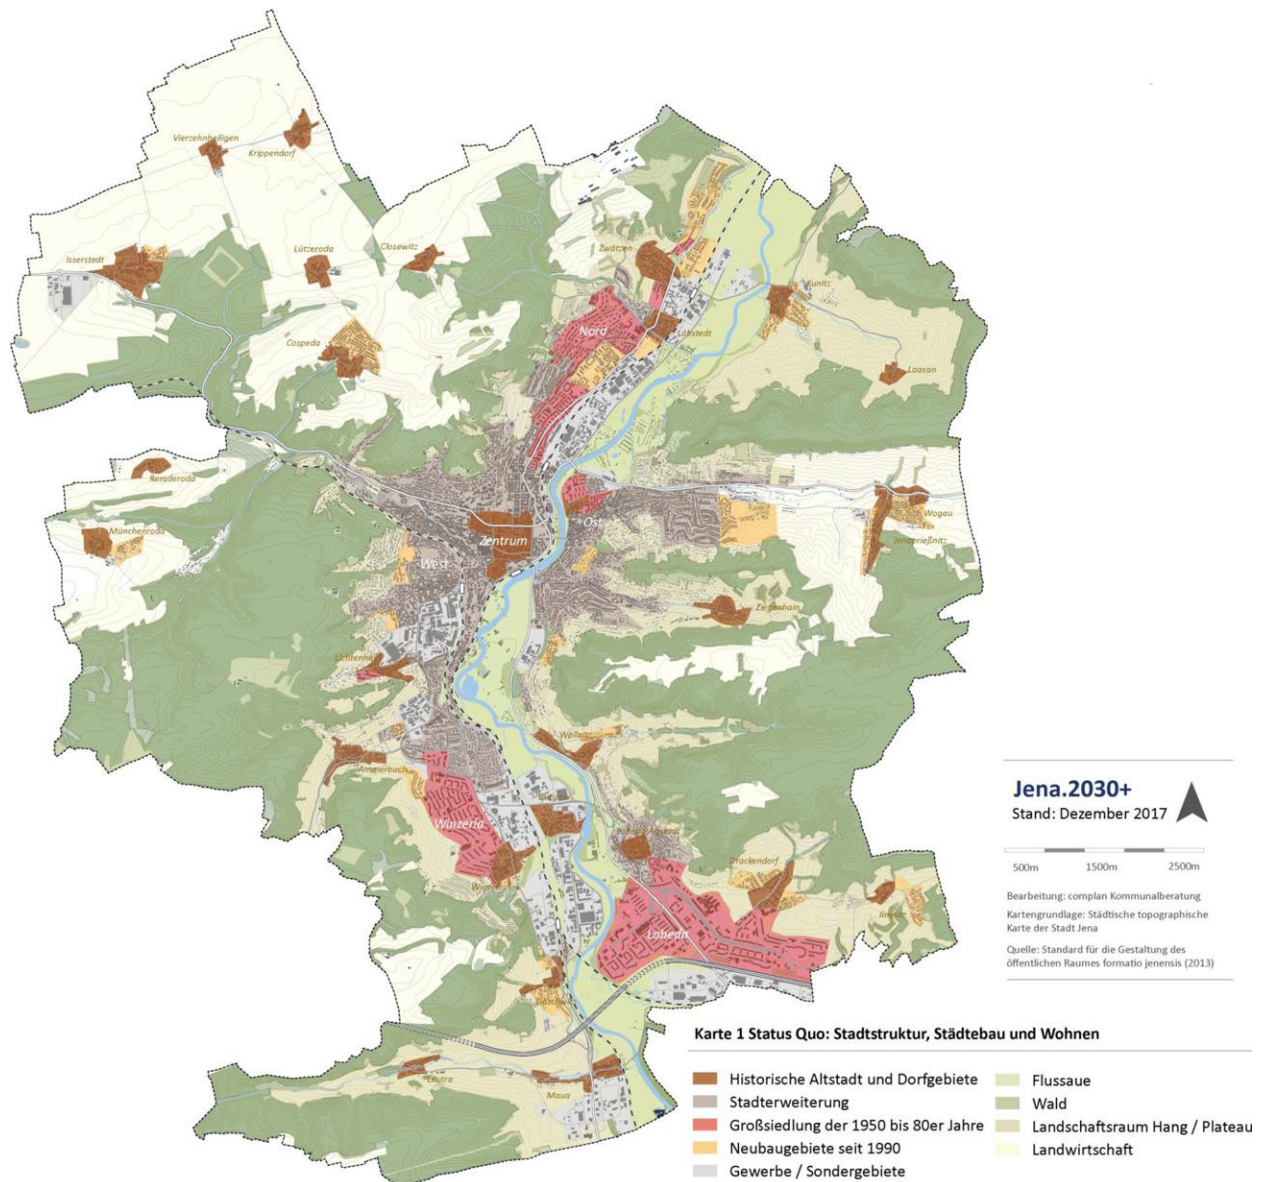 Vierzehnheiligen
Krippendorf
Isserstedt
Lützeroda
Closewitz
Zwätzen
Kunitz
Cospeda
Nord
Löbstedt
Laasan
Remderoda
Münchenroda
Zentrum
Ost
Wogau
Jenaprießnitz
West
Ziegenhain
Ammerbach
Winzerla
Drackendorf
Ilmnitz
Lobeda
Leutra
Maua
Jena.2030+
Stand: Dezember 2017
500m 1500m 2500m
Bearbeitung: complan Kommunalberatung
Kartengrundlage: Städtische topographische
Karte der Stadt Jena
Quelle: Standard für die Gestaltung des
öffentlichen Raumes formatio jenensis (2013)
Karte 1 Status Quo: Stadtstruktur, Städtebau und Wohnen
Historische Altstadt und Dorfgebiete
Stadterweiterung
Großsiedlung der 1950 bis 80er Jahre
Neubaugebiete seit 1990
Gewerbe / Sondergebiete
Flussaue
Wald
Landschaftsraum Hang / Plateau
Landwirtschaft